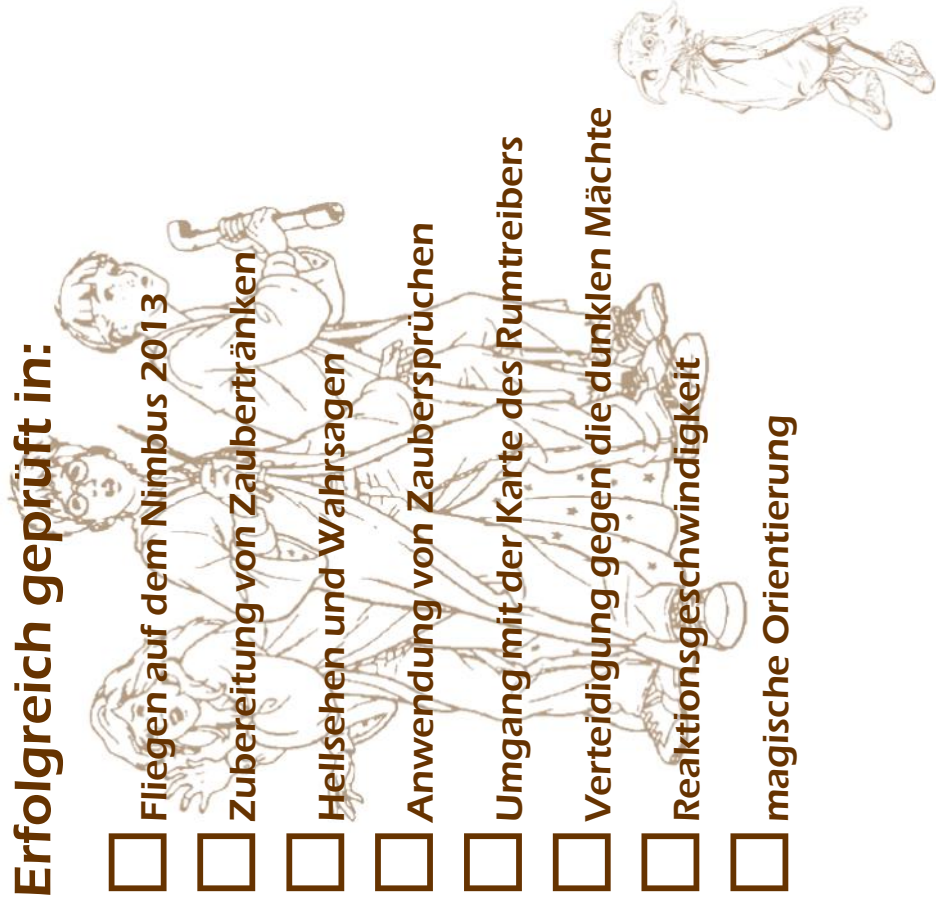 Erfolgreich geprüft in:
Fliegen auf dem Nimbus 2013
Zubereitung von Zaubertränken
Hellsehen und Wahrsagen
Anwendung von Zaubersprüchen
Umgang mit der Karte des Rumtreibers
Verteidigung gegen die dunklen Mächte
Reaktionsgeschwindigkeit
magische Orientierung